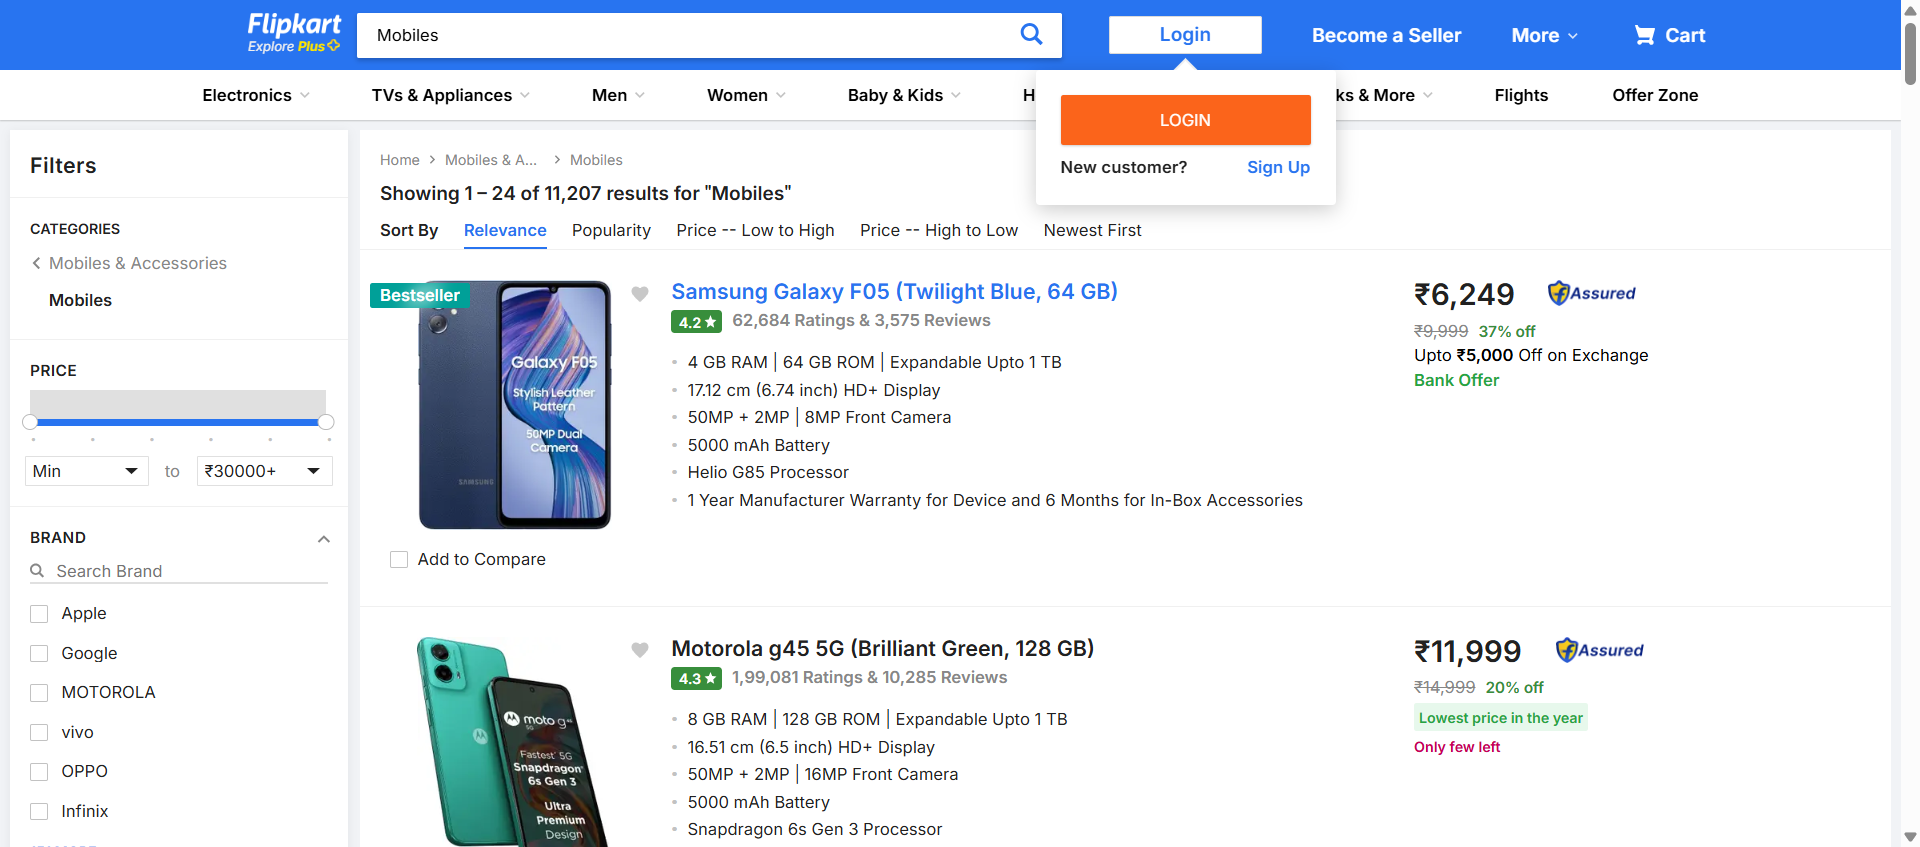 Flipkart
Explore Plus
Mobiles
Login
Become a Seller
More
Cart
Electronics
TVs & Appliances
Men
Women
Baby & Kids
H
ks & More
Flights
Offer Zone
LOGIN
New customer?
Sign Up
Filters
CATEGORIES
Mobiles & Accessories
Mobiles
PRICE
Min
to
₹30000+
BRAND
Search Brand
Apple
Google
MOTOROLA
vivo
OPPO
Infinix
Home
Mobiles & A...
Mobiles
Showing 1 – 24 of 11,207 results for "Mobiles"
Sort By
Relevance
Popularity
Price -- Low to High
Price -- High to Low
Newest First
Bestseller
Galaxy F05
Stylish Leather
Pattern
50MP Dual
Camera
SAMSUNG
Add to Compare
Samsung Galaxy F05 (Twilight Blue, 64 GB)
4.2
62,684 Ratings & 3,575 Reviews
4 GB RAM | 64 GB ROM | Expandable Upto 1 TB
17.12 cm (6.74 inch) HD+ Display
50MP + 2MP | 8MP Front Camera
5000 mAh Battery
Helio G85 Processor
1 Year Manufacturer Warranty for Device and 6 Months for In-Box Accessories
₹6,249
Assured
₹9,999 37% off
Upto ₹5,000 Off on Exchange
Bank Offer
moto g45
5G
Fastest 5G
Snapdragon
6s Gen 3
Ultra
Premium
Design
Motorola g45 5G (Brilliant Green, 128 GB)
4.3
1,99,081 Ratings & 10,285 Reviews
8 GB RAM | 128 GB ROM | Expandable Upto 1 TB
16.51 cm (6.5 inch) HD+ Display
50MP + 2MP | 16MP Front Camera
5000 mAh Battery
Snapdragon 6s Gen 3 Processor
₹11,999
Assured
₹14,999 20% off
Lowest price in the year
Only few left